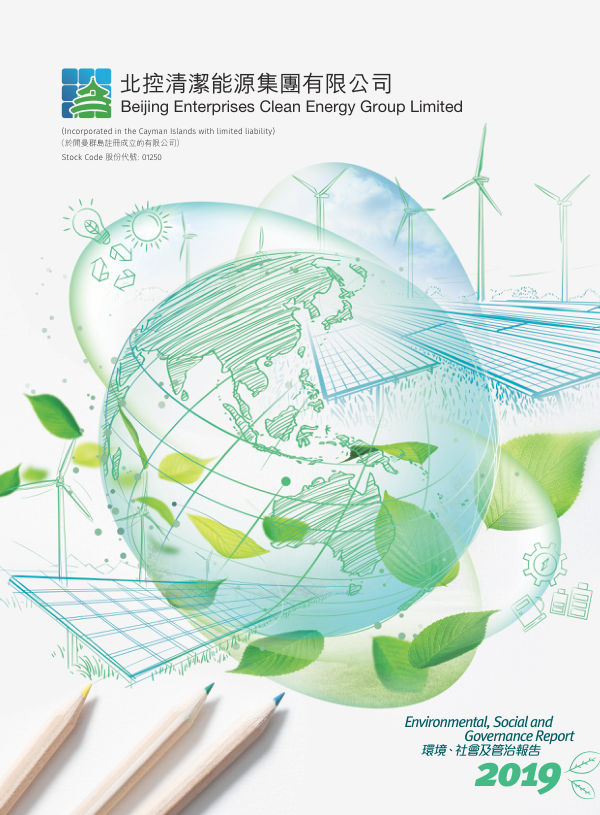 北控清潔能源集團有限公司
Beijing Enterprises Clean Energy Group Limited
(Incorporated in the Cayman Islands with limited liability)
(於開曼群島註冊成立的有限公司)
Stock Code 股份代號: 01250
Environmental, Social and
Governance Report
環境、社會及管治報告
2019